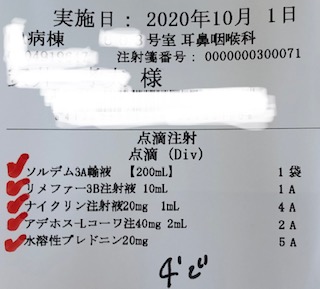 実施日： 2020年10月 1日
病棟 号室 耳鼻咽喉科
注射箋番号： 0000000300071
様
点滴注射
点滴 (Div)
ソルデム3A輸液 【200mL】 1 袋
リメファー3B注射液 10mL 1 A
ナイクリン注射液20mg 1mL 4 A
アデホス-Lコーワ注40mg 2mL 2 A
水溶性プレドニン20mg 5 A